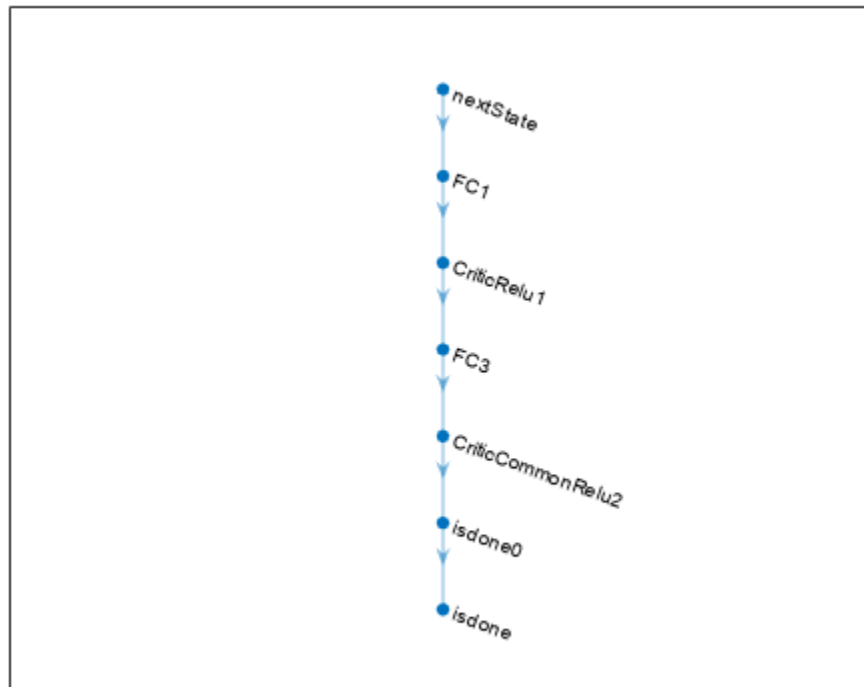 nextState
FC1
CriticRelu1
FC3
CriticCommonRelu2
isdone0
isdone